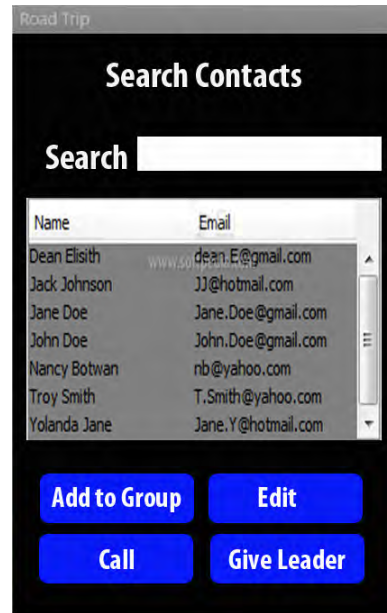 Road Trip
Search Contacts
Search
Name Email
Dean Elisith dean.E@gmail.com
Jack Johnson JJ@hotmail.com
Jane Doe Jane.Doe@gmail.com
John Doe John.Doe@gmail.com
Nancy Botwan nb@yahoo.com
Troy Smith T.Smith@yahoo.com
Yolanda Jane Jane.Y@hotmail.com
Add to Group Edit
Call Give Leader